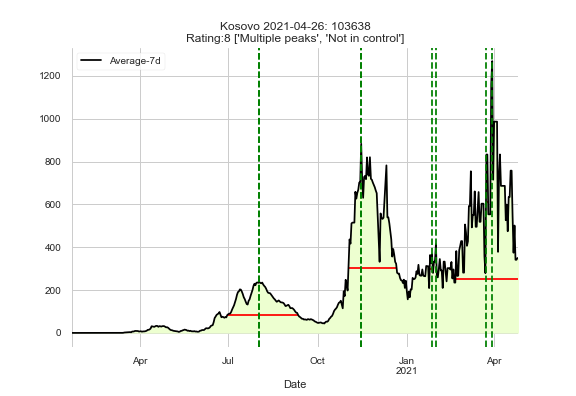 Kosovo 2021-04-26: 103638
Rating:8 ['Multiple peaks', 'Not in control']
Average-7d
1200
1000
800
600
400
200
0
Apr
Jul
Oct
Jan
2021
Apr
Date